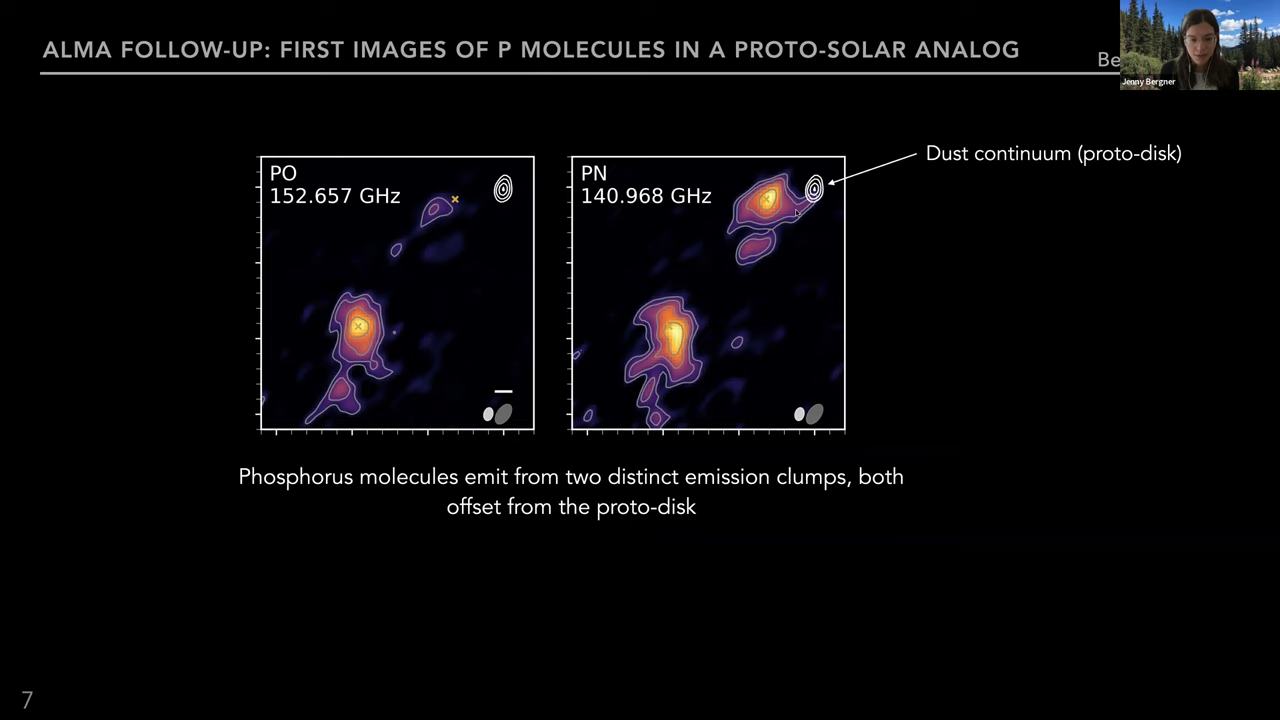 ALMA FOLLOW-UP: FIRST IMAGES OF P MOLECULES IN A PROTO-SOLAR ANALOG
Be
Jenny Bergner
Dust continuum (proto-disk)
PO
152.657 GHz
PN
140.968 GHz
Phosphorus molecules emit from two distinct emission clumps, both
offset from the proto-disk
7